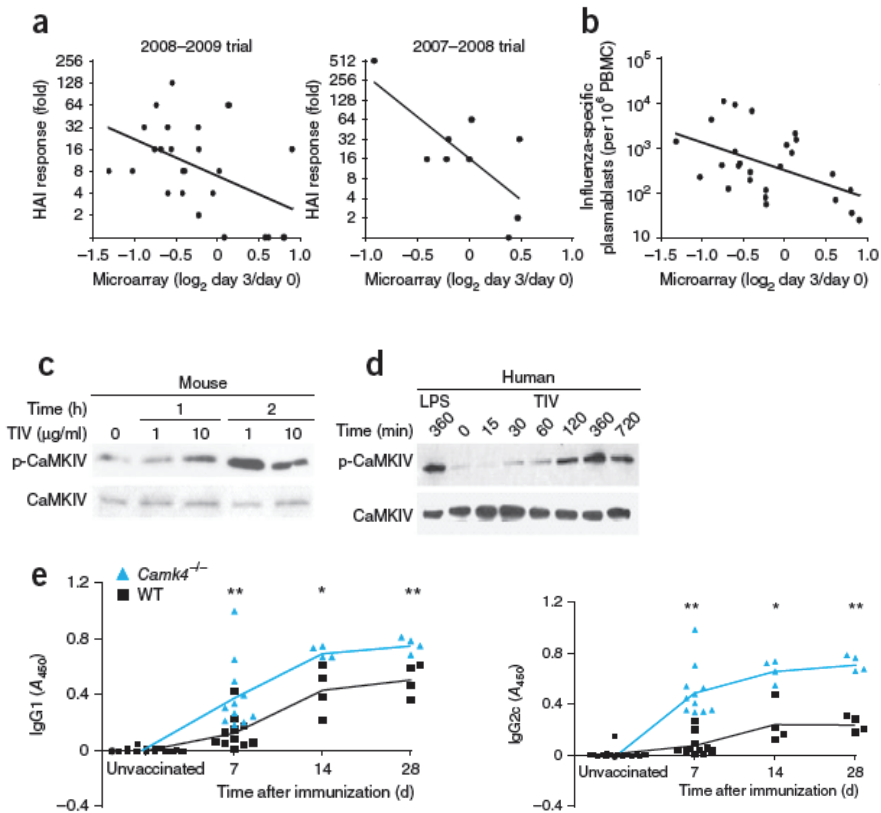 a
2008–2009 trial
HAI response (fold)
256
128
64
32
16
8
4
2
–1.5 –1.0 –0.5 0 0.5 1.0
Microarray (log2 day 3/day 0)
2007–2008 trial
HAI response (fold)
512
256
128
64
32
16
8
4
2
–1.5 –1.0 –0.5 0 0.5 1.0
Microarray (log2 day 3/day 0)
b
Influenza-specific
plasmablasts (per 10^6 PBMC)
10^5
10^4
10^3
10^2
10
–1.5 –1.0 –0.5 0 0.5 1.0
Microarray (log2 day 3/day 0)
c
Mouse
Time (h) 1 2
TIV (µg/ml) 0 1 10 1 10
p-CaMKIV
CaMKIV
d
Human
LPS TIV
Time (min) 360 0 15 30 60 120 360 720
p-CaMKIV
CaMKIV
e
Camk4–/–
WT
IgG1 (A450)
1.2
0.8
0.4
0
–0.4
** * **
Unvaccinated 7 14 28
Time after immunization (d)
IgG2c (A450)
1.2
0.8
0.4
0
–0.4
** * **
Unvaccinated 7 14 28
Time after immunization (d)